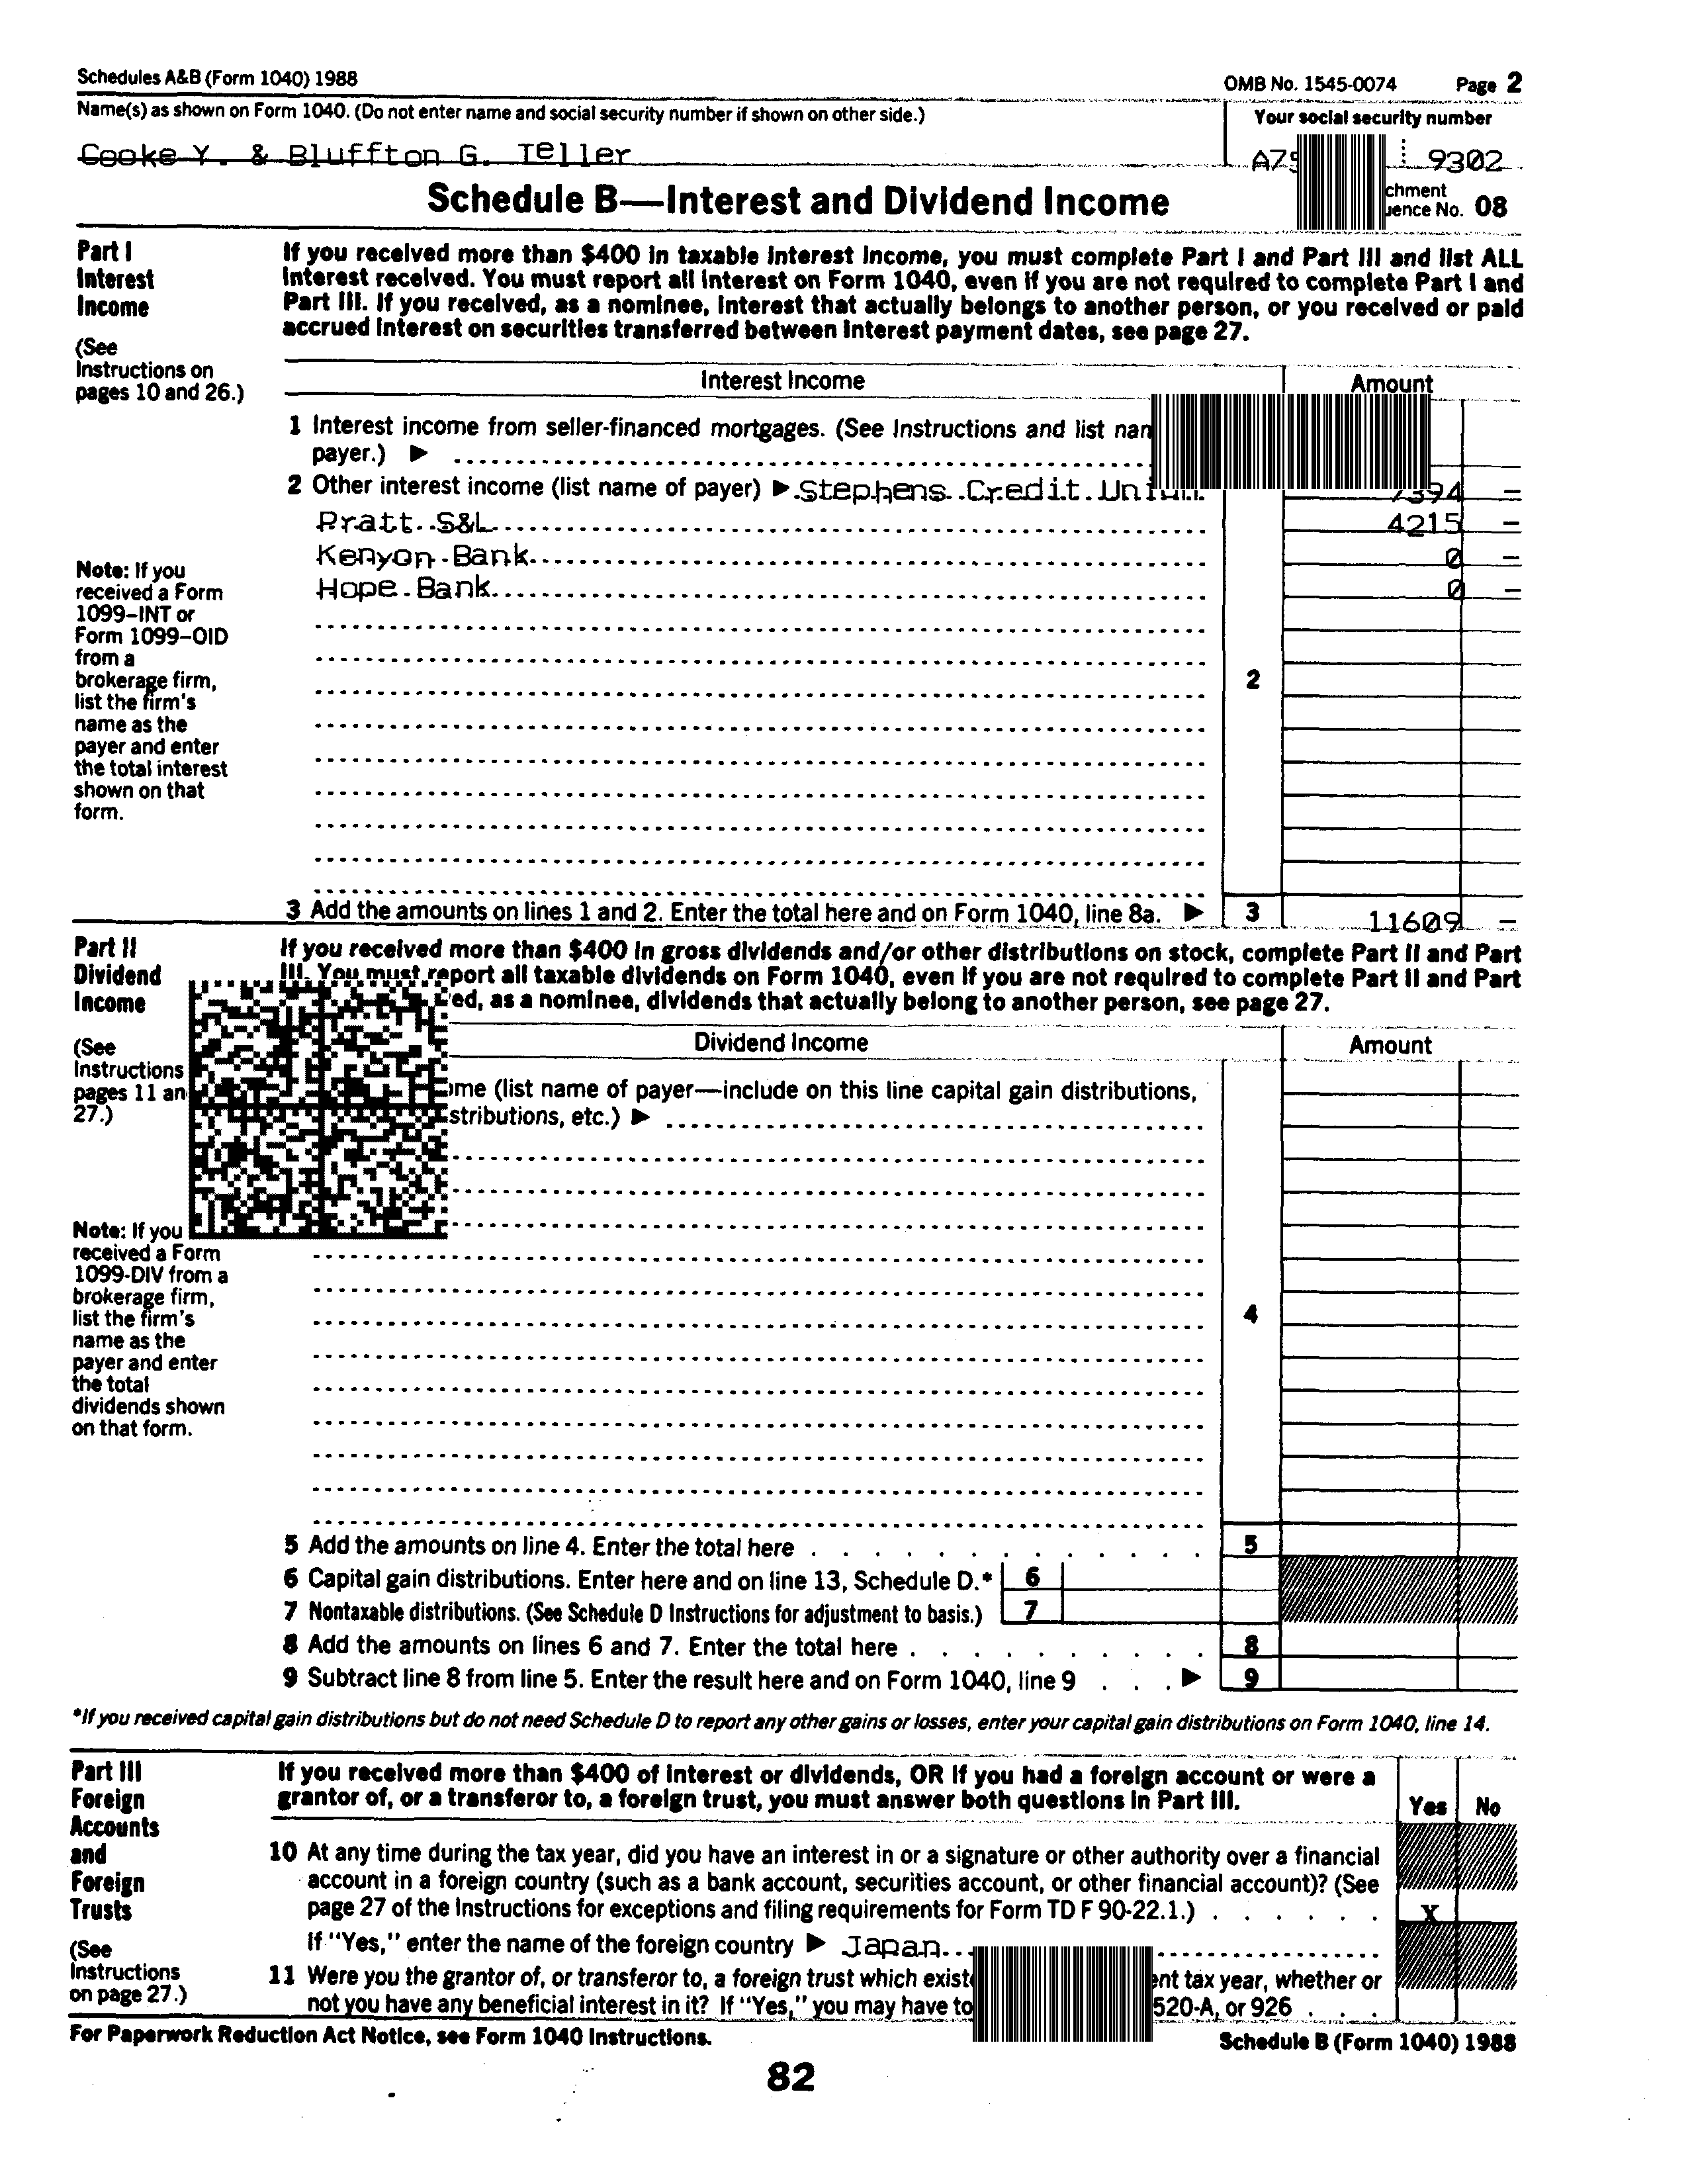 Schedules A&B (Form 1040) 1988 OMB No. 1545-0074 Page 2
Name(s) as shown on Form 1040. (Do not enter name and social security number if shown on other side.) Your social security number
Cooke Y. & Bluffton G. Teller 9302
Schedule B—Interest and Dividend Income
08
Part I
Interest
Income
(See
Instructions on
pages 10 and 26.)
If you received more than $400 in taxable interest income, you must complete Part I and Part III and list ALL
interest received. You must report all interest on Form 1040, even if you are not required to complete Part I and
Part III. If you received, as a nominee, interest that actually belongs to another person, or you received or paid
accrued interest on securities transferred between interest payment dates, see page 27.
Interest Income Amount
1 Interest income from seller-financed mortgages. (See Instructions and list
payer.) ▶
2 Other interest income (list name of payer) ▶ Stephens Credit Union 7394 –
Pratt S&L 4215 –
Kenyon Bank 0 –
Hope Bank 0 –
Note: If you
received a Form
1099–INT or
Form 1099–OID
from a
brokerage firm,
list the firm's
name as the
payer and enter
the total interest
shown on that
form.
2
3 Add the amounts on lines 1 and 2. Enter the total here and on Form 1040, line 8a. ▶ 3 11609 –
Part II
Dividend
Income
(See
Instructions
pages 11
27.)
If you received more than $400 in gross dividends and/or other distributions on stock, complete Part II and Part
III. You must report all taxable dividends on Form 1040, even if you are not required to complete Part II and Part
as a nominee, dividends that actually belong to another person, see page 27.
Dividend Income Amount
(list name of payer—include on this line capital gain distributions,
etc.) ▶
Note: If you
received a Form
1099-DIV from a
brokerage firm,
list the firm's
name as the
payer and enter
the total
dividends shown
on that form.
4
5 Add the amounts on line 4. Enter the total here 5
6 Capital gain distributions. Enter here and on line 13, Schedule D.* 6
7 Nontaxable distributions. (See Schedule D Instructions for adjustment to basis.) 7
8 Add the amounts on lines 6 and 7. Enter the total here 8
9 Subtract line 8 from line 5. Enter the result here and on Form 1040, line 9 ▶ 9
*If you received capital gain distributions but do not need Schedule D to report any other gains or losses, enter your capital gain distributions on Form 1040, line 14.
Part III
Foreign
Accounts
and
Foreign
Trusts
(See
Instructions
on page 27.)
If you received more than $400 of interest or dividends, OR if you had a foreign account or were a
grantor of, or a transferor to, a foreign trust, you must answer both questions in Part III. Yes No
10 At any time during the tax year, did you have an interest in or a signature or other authority over a financial
account in a foreign country (such as a bank account, securities account, or other financial account)? (See
page 27 of the Instructions for exceptions and filing requirements for Form TD F 90-22.1.) X
If "Yes," enter the name of the foreign country ▶ Japan
11 Were you the grantor of, or transferor to, a foreign trust which tax year, whether or
not you have any beneficial interest in it? If "Yes," you may have to or 926
For Paperwork Reduction Act Notice, see Form 1040 Instructions. Schedule B (Form 1040) 1988
82